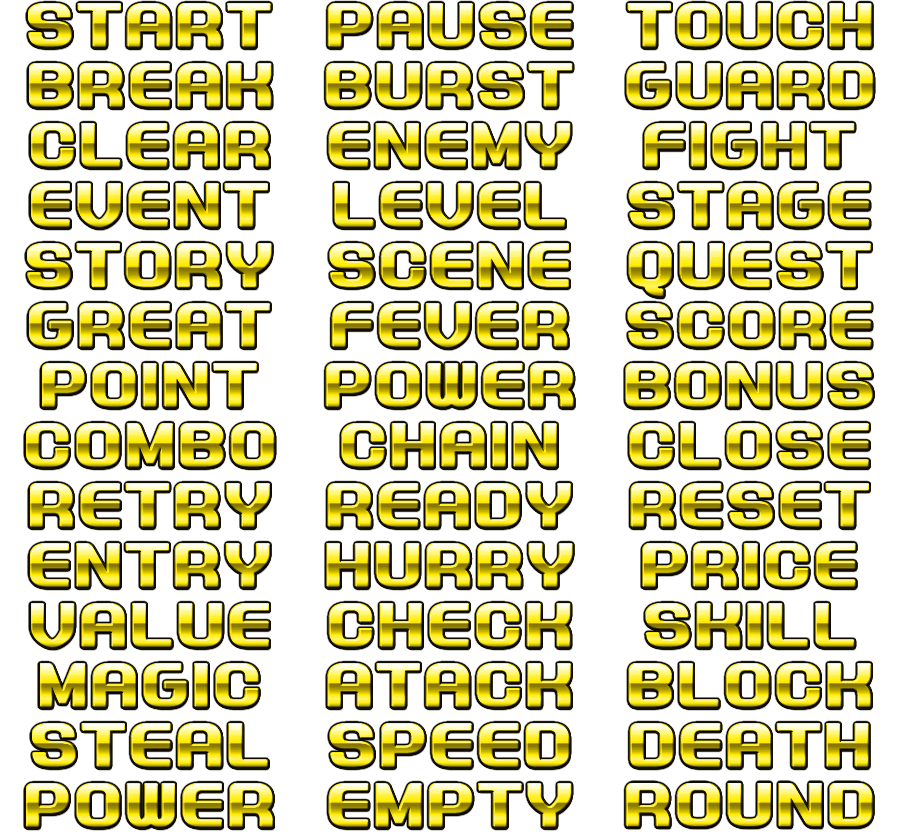 START PAUSE TOUCH
BREAK BURST GUARD
CLEAR ENEMY FIGHT
EVENT LEVEL STAGE
STORY SCENE QUEST
GREAT FEVER SCORE
POINT POWER BONUS
COMBO CHAIN CLOSE
RETRY READY RESET
ENTRY HURRY PRICE
VALUE CHECK SKILL
MAGIC ATACK BLOCK
STEAL SPEED DEATH
POWER EMPTY ROUND